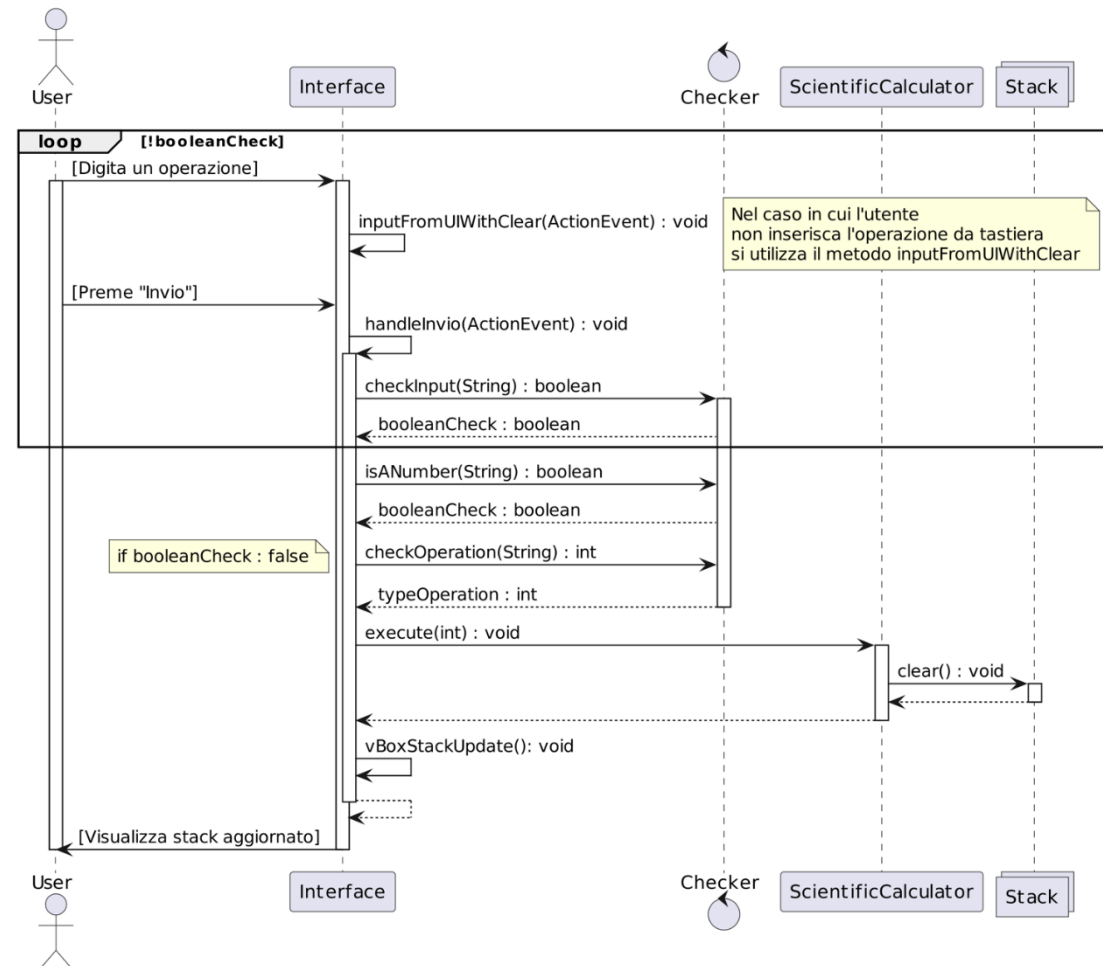 User
Interface
Checker
ScientificCalculator
Stack
loop
[!booleanCheck]
[Digita un operazione]
inputFromUIWithClear(ActionEvent) : void
Nel caso in cui l'utente
non inserisca l'operazione da tastiera
si utilizza il metodo inputFromUIWithClear
[Preme "Invio"]
handleInvio(ActionEvent) : void
checkInput(String) : boolean
booleanCheck : boolean
isANumber(String) : boolean
booleanCheck : boolean
if booleanCheck : false
checkOperation(String) : int
typeOperation : int
execute(int) : void
clear() : void
vBoxStackUpdate(): void
[Visualizza stack aggiornato]
User
Interface
Checker
ScientificCalculator
Stack